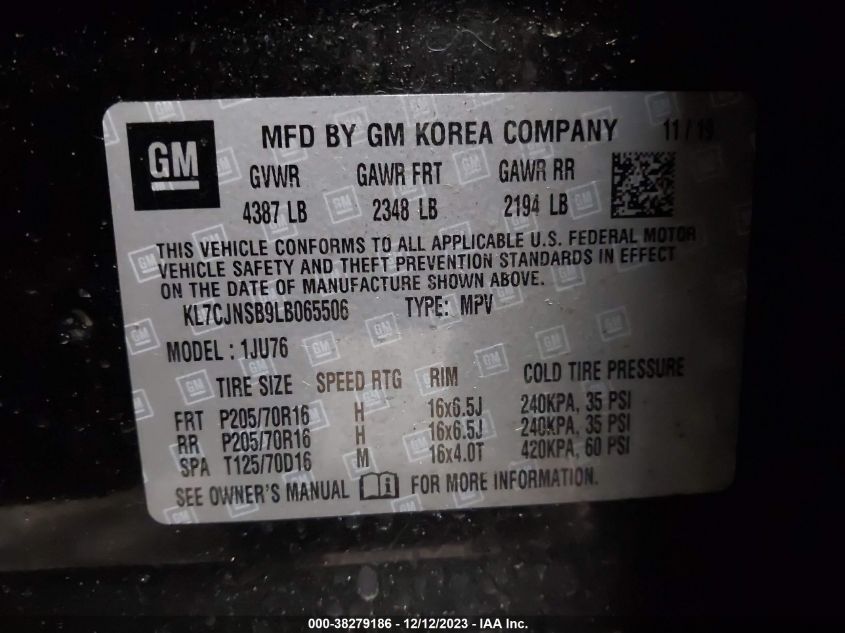 GM MFD BY GM KOREA COMPANY 11/19
GVWR GAWR FRT GAWR RR
4387 LB 2348 LB 2194 LB
THIS VEHICLE CONFORMS TO ALL APPLICABLE U.S. FEDERAL MOTOR
VEHICLE SAFETY AND THEFT PREVENTION STANDARDS IN EFFECT
ON THE DATE OF MANUFACTURE SHOWN ABOVE.
KL7CJNSB9LB065506 TYPE: MPV
MODEL: 1JU76
TIRE SIZE SPEED RTG RIM COLD TIRE PRESSURE
FRT P205/70R16 H 16x6.5J 240KPA, 35 PSI
RR P205/70R16 H 16x6.5J 240KPA, 35 PSI
SPA T125/70D16 M 16x4.0T 420KPA, 60 PSI
SEE OWNER'S MANUAL FOR MORE INFORMATION.
000-38279186 - 12/12/2023 - IAA Inc.